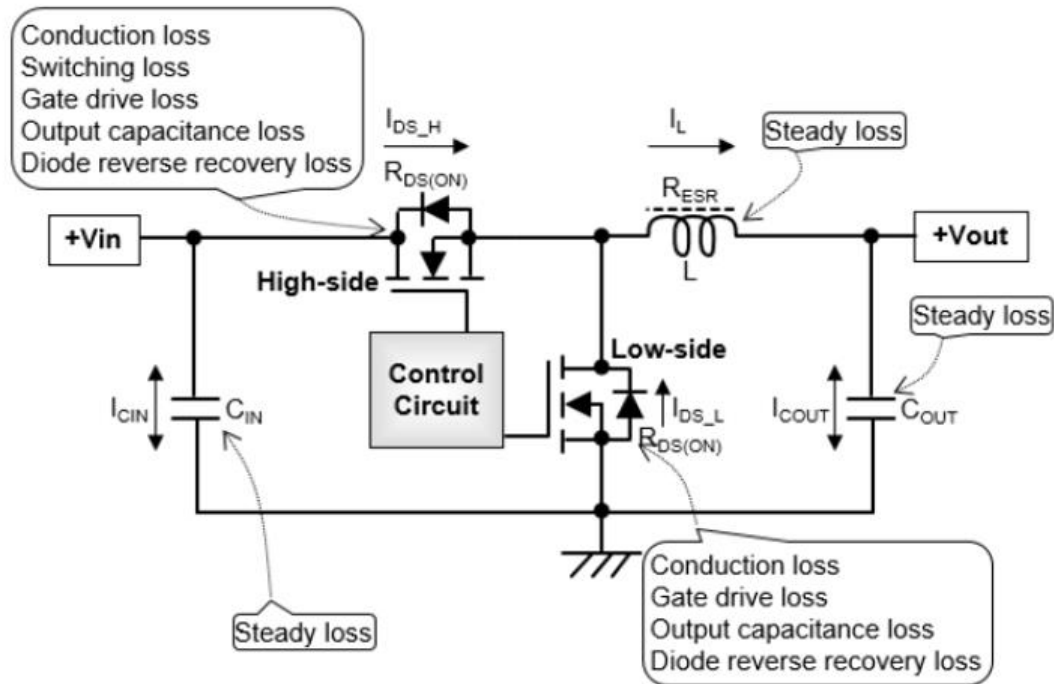 Conduction loss
Switching loss
Gate drive loss
Output capacitance loss
Diode reverse recovery loss
I_DS_H
R_DS(ON)
I_L
Steady loss
R_ESR
L
+Vin
+Vout
High-side
Steady loss
Control
Circuit
Low-side
I_CIN
C_IN
I_DS_L
R_DS(ON)
I_COUT
C_OUT
Steady loss
Conduction loss
Gate drive loss
Output capacitance loss
Diode reverse recovery loss